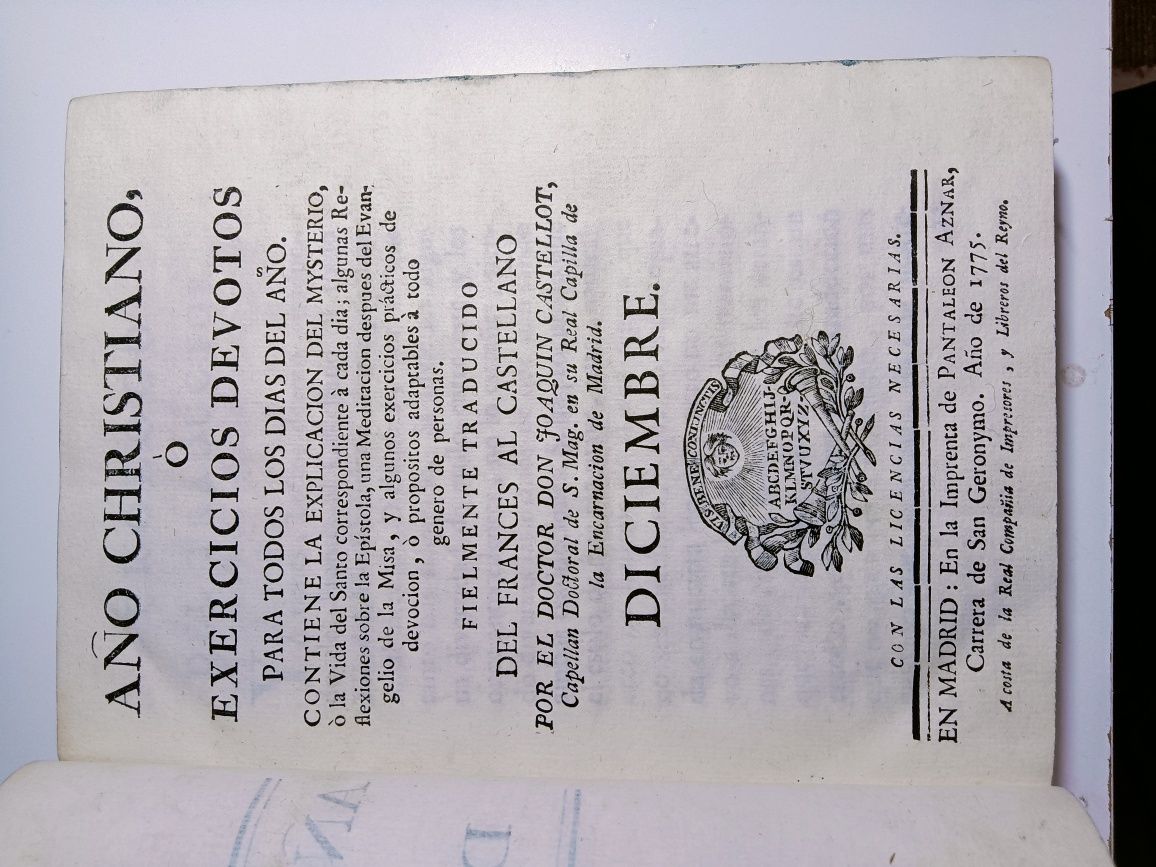 AÑO CHRISTIANO,
Ó
EXERCICIOS DEVOTOS
PARA TODOS LOS DIAS DEL AÑO.
CONTIENE LA EXPLICACION DEL MYSTERIO,
ò la Vida del Santo correspondiente à cada dia; algunas Re-
flexiones sobre la Epístola, una Meditacion despues del Evan-
gelio de la Misa, y algunos exercicios prácticos de
devocion, ò propositos adaptables à todo
genero de personas.
FIELMENTE TRADUCIDO
DEL FRANCES AL CASTELLANO
POR EL DOCTOR DON JOAQUIN CASTELLOT,
Capellan Doctoral de S. Mag. en su Real Capilla de
la Encarnacion de Madrid.
DICIEMBRE.
BENE CONJUNCTIS
ABCDEFGHIJ
KLMNOPQR
STVUXYZ
CON LAS LICENCIAS NECESARIAS.
EN MADRID: En la Imprenta de PANTALEON AZNAR,
Carrera de San Geronymo. Año de 1775.
A costa de la Real Compañia de Impresores, y Libreros del Reyno.